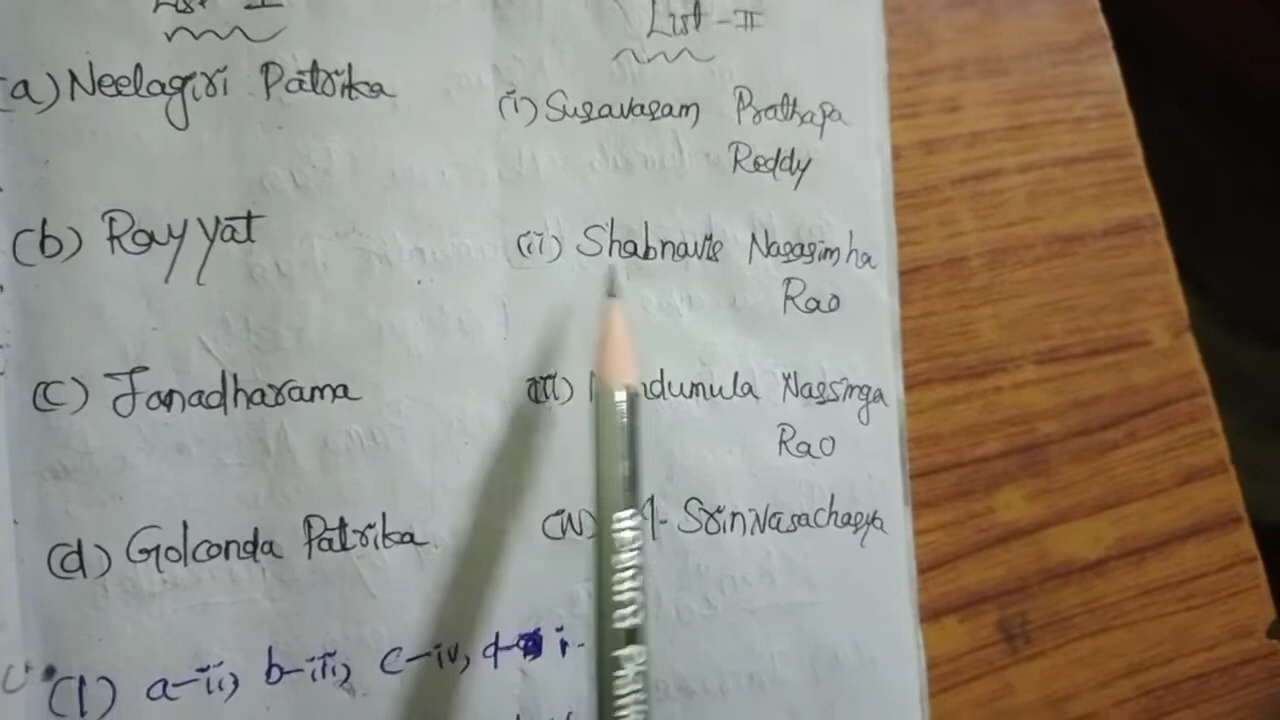 List - II
(a) Neelagiri Patrika
(i) Suravaram Prathapa
Reddy
(b) Rayyat
(ii) Shabnavis Narasimha
Rao
(c) Janadharama
(iii) dumula Narsinga
Rao
(d) Golconda Patrika
(iv) Srinivasacharya
(1) a-ii, b-iii, c-iv, d- i.